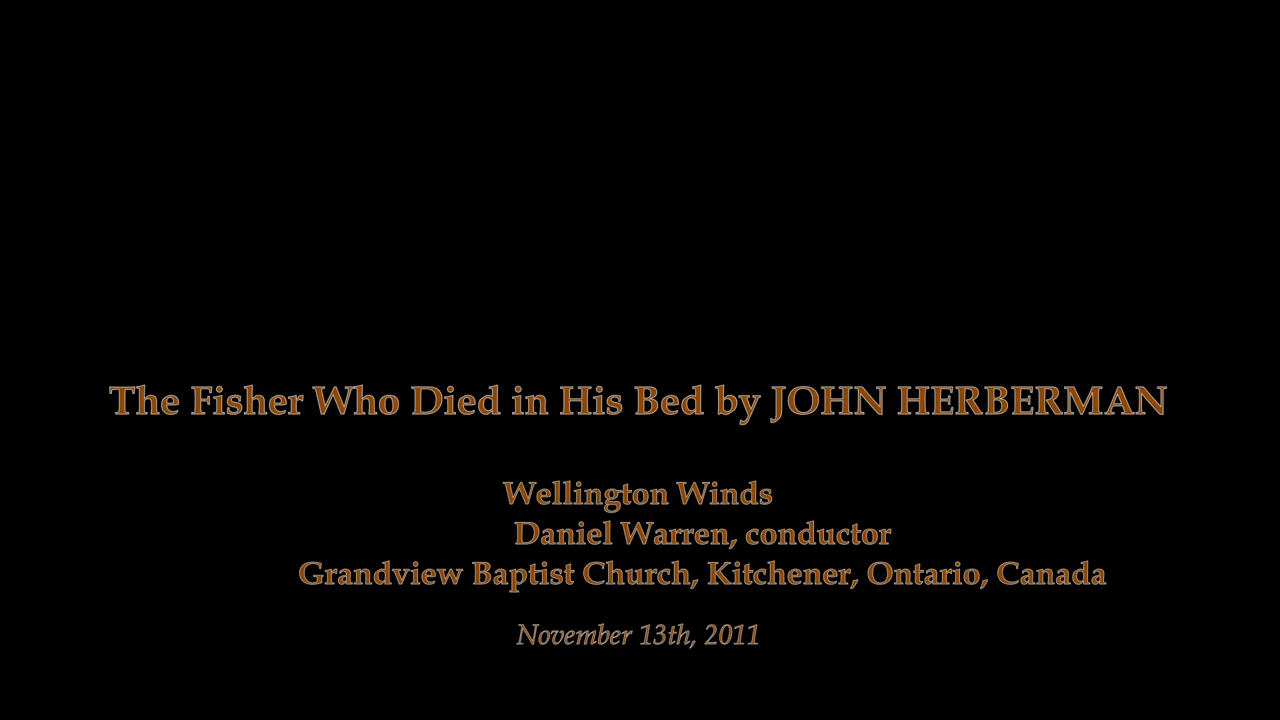 The Fisher Who Died in His Bed by JOHN HERBERMAN
Wellington Winds
Daniel Warren, conductor
Grandview Baptist Church, Kitchener, Ontario, Canada
November 13th, 2011